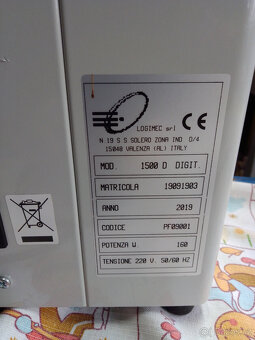 LOGIMEC srl
CE
N 19 S S SOLERO ZONA IND D/4
15048 VALENZA (AL) ITALY
MOD. 1500 D DIGIT.
MATRICOLA 19091903
ANNO 2019
CODICE PF09001
POTENZA W. 160
TENSIONE 220 V. 50/60 HZ